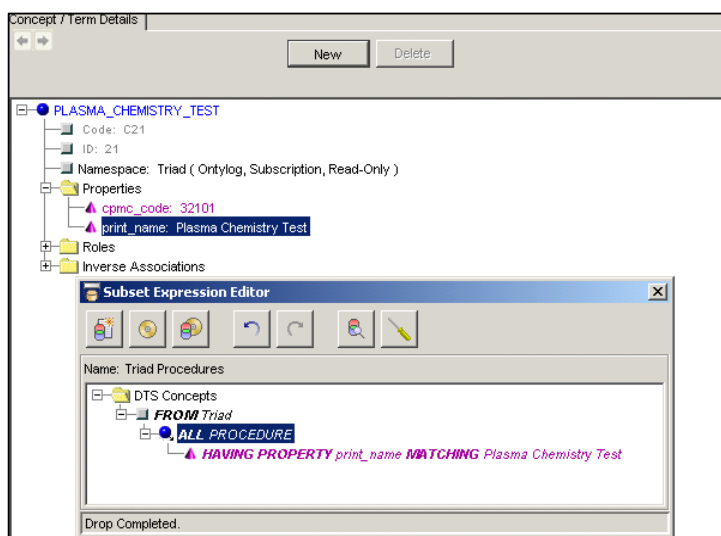 Concept / Term Details
New
Delete
PLASMA_CHEMISTRY_TEST
Code: C21
ID: 21
Namespace: Triad ( Ontylog, Subscription, Read-Only )
Properties
cpmc_code: 32101
print_name: Plasma Chemistry Test
Roles
Inverse Associations
Subset Expression Editor
Name: Triad Procedures
DTS Concepts
FROM Triad
ALL PROCEDURE
HAVING PROPERTY print_name MATCHING Plasma Chemistry Test
Drop Completed.